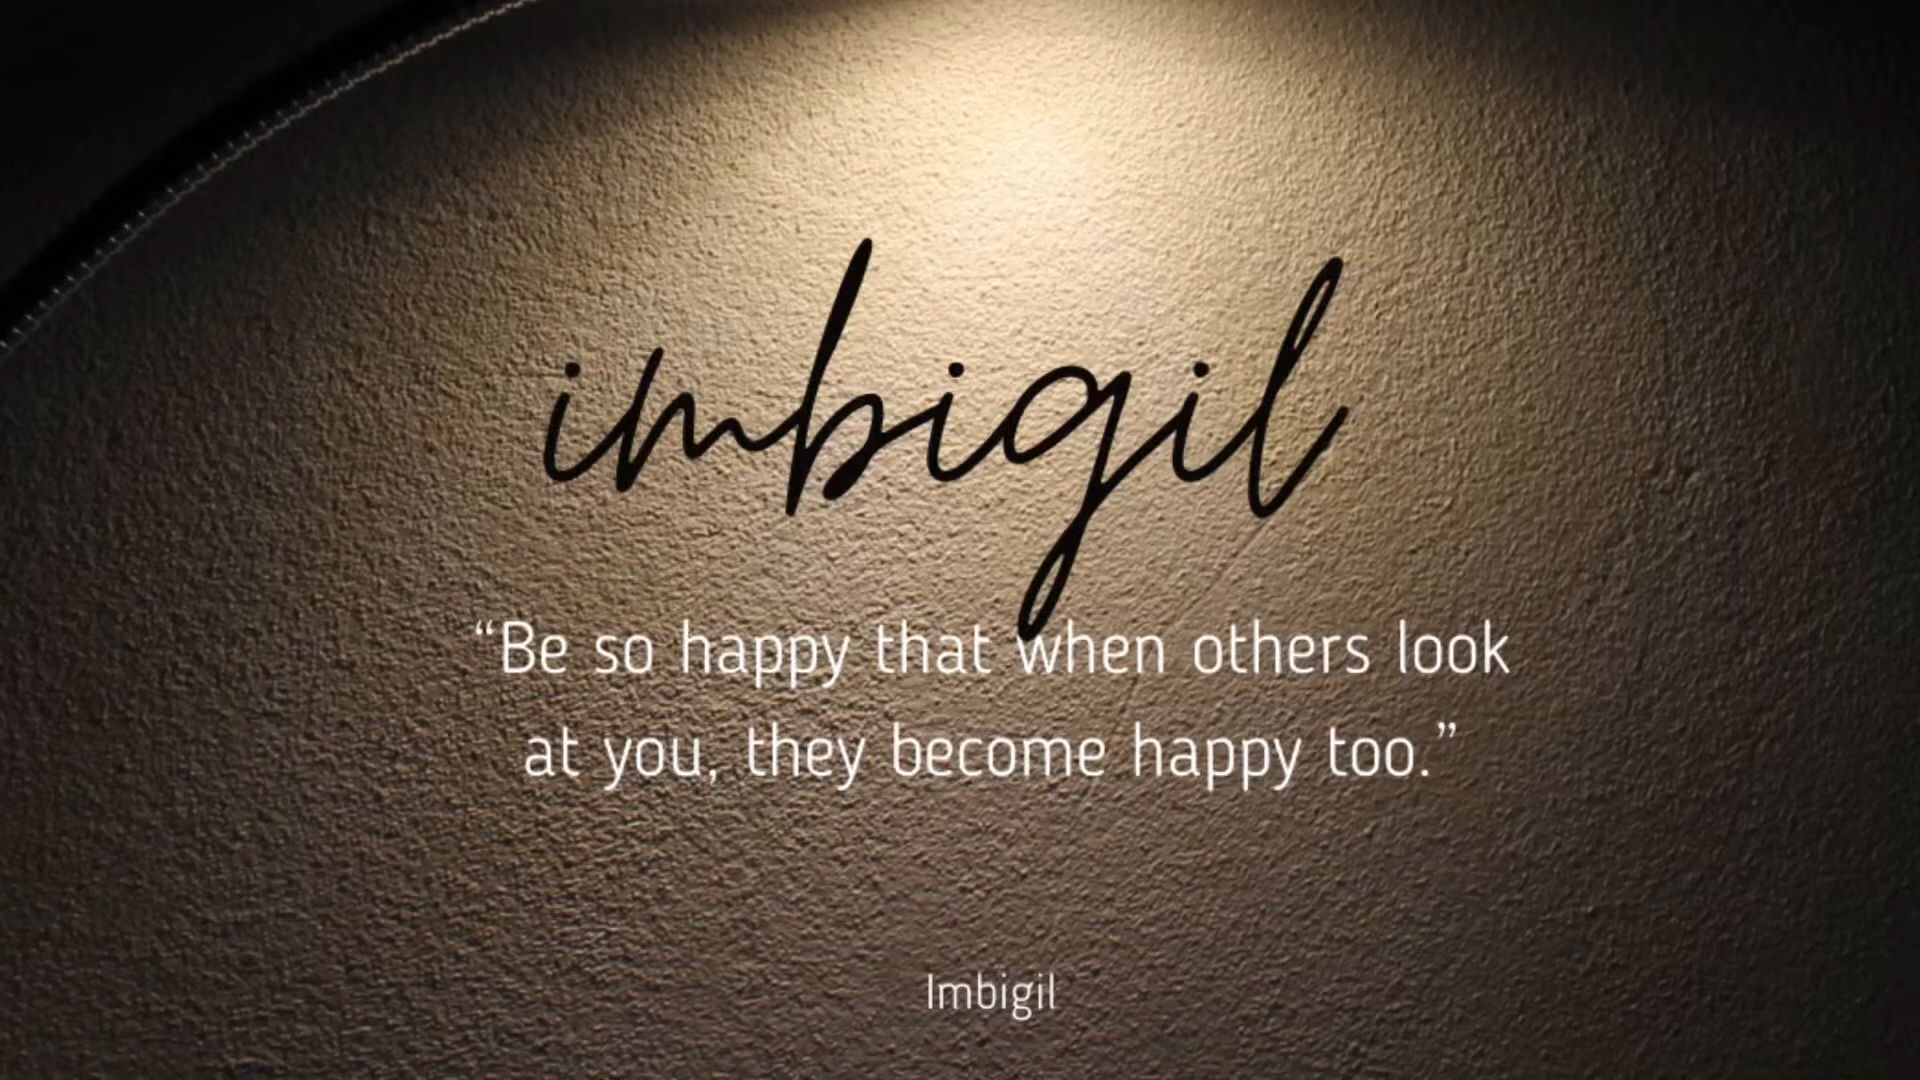 imbigil
“Be so happy that when others look
at you, they become happy too.”
Imbigil